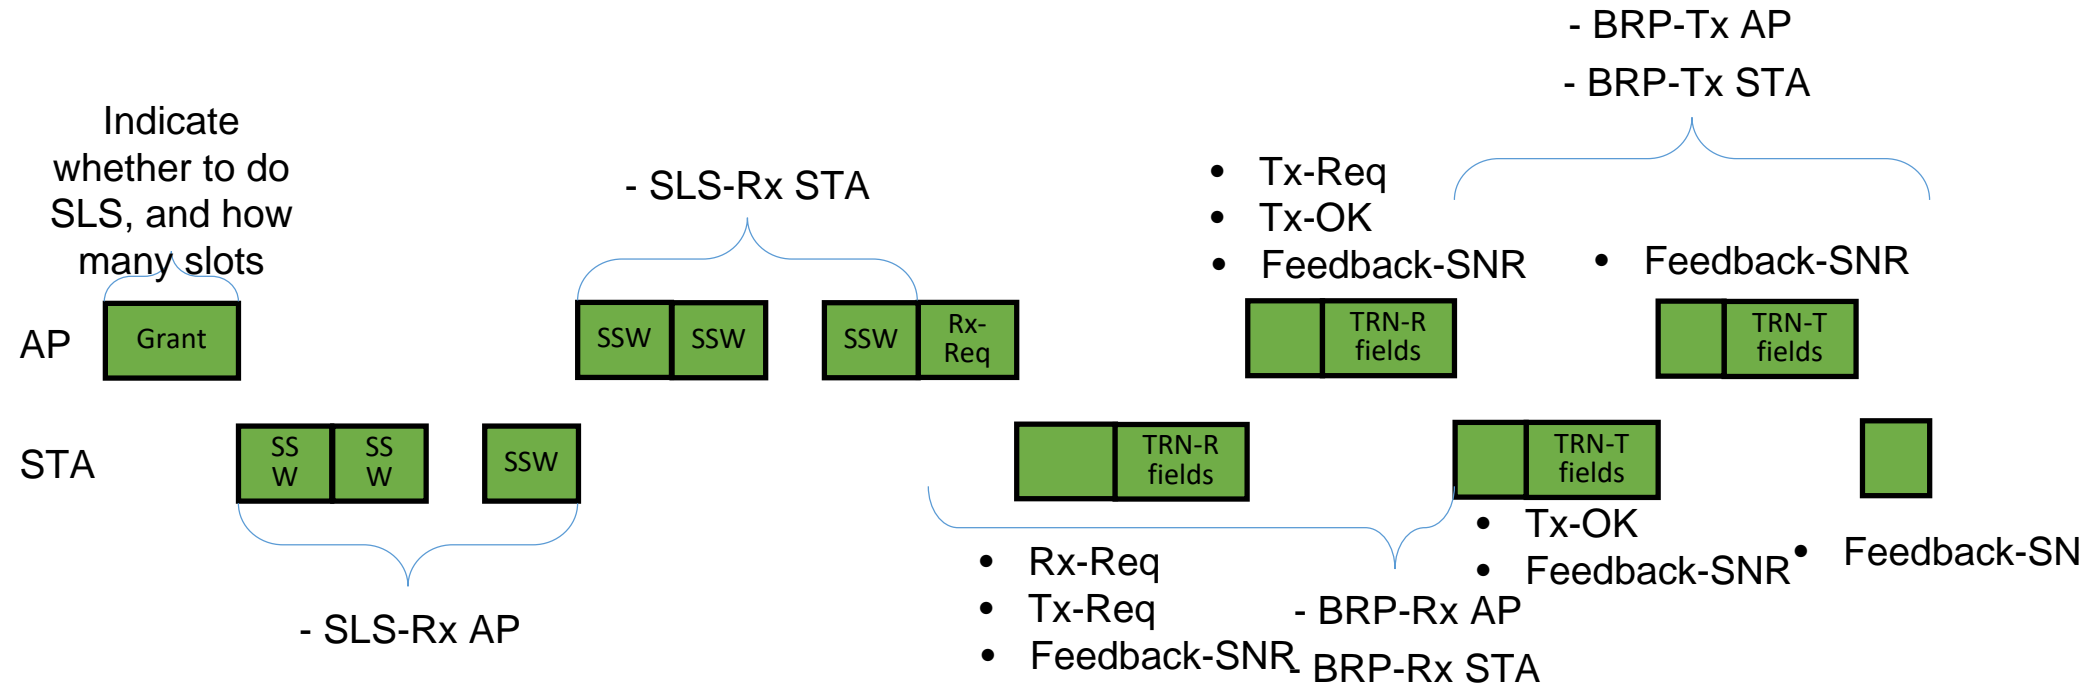 - BRP-Tx AP
- BRP-Tx STA
Indicate
whether to do
SLS, and how
many slots
- SLS-Rx STA
• Tx-Req
• Tx-OK
• Feedback-SNR
• Feedback-SNR
AP
Grant
SSW
SSW
SSW
Rx-
Req
TRN-R
fields
TRN-T
fields
STA
SS
W
SS
W
SSW
TRN-R
fields
TRN-T
fields
- SLS-Rx AP
• Rx-Req
• Tx-Req
• Feedback-SNR
- BRP-Rx AP
- BRP-Rx STA
• Tx-OK
• Feedback-SNR
• Feedback-SN